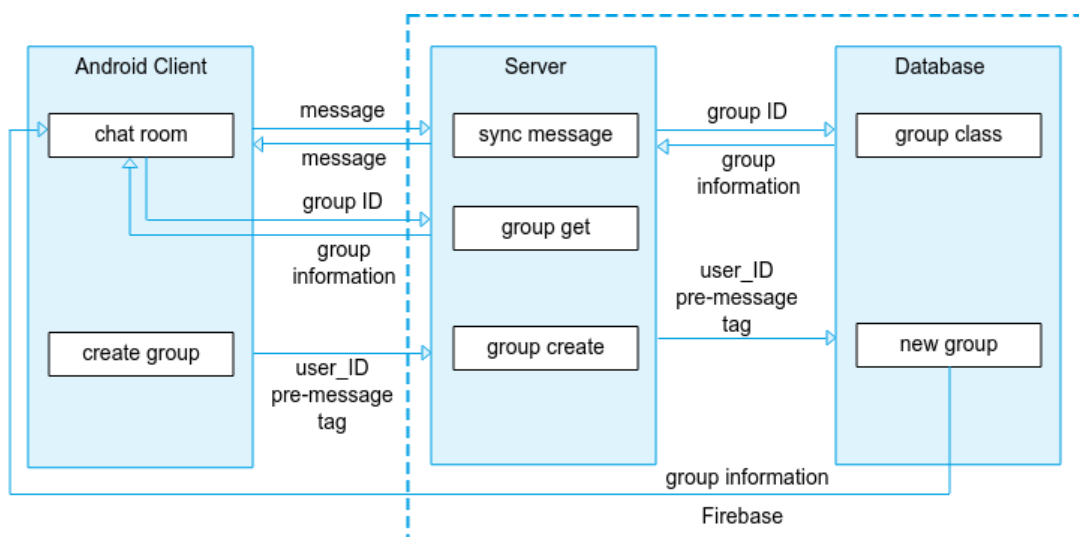 Android Client
Server
Database
chat room
message
message
sync message
group ID
group
information
group class
group ID
group
information
group get
user_ID
pre-message
tag
create group
user_ID
pre-message
tag
group create
new group
group information
Firebase